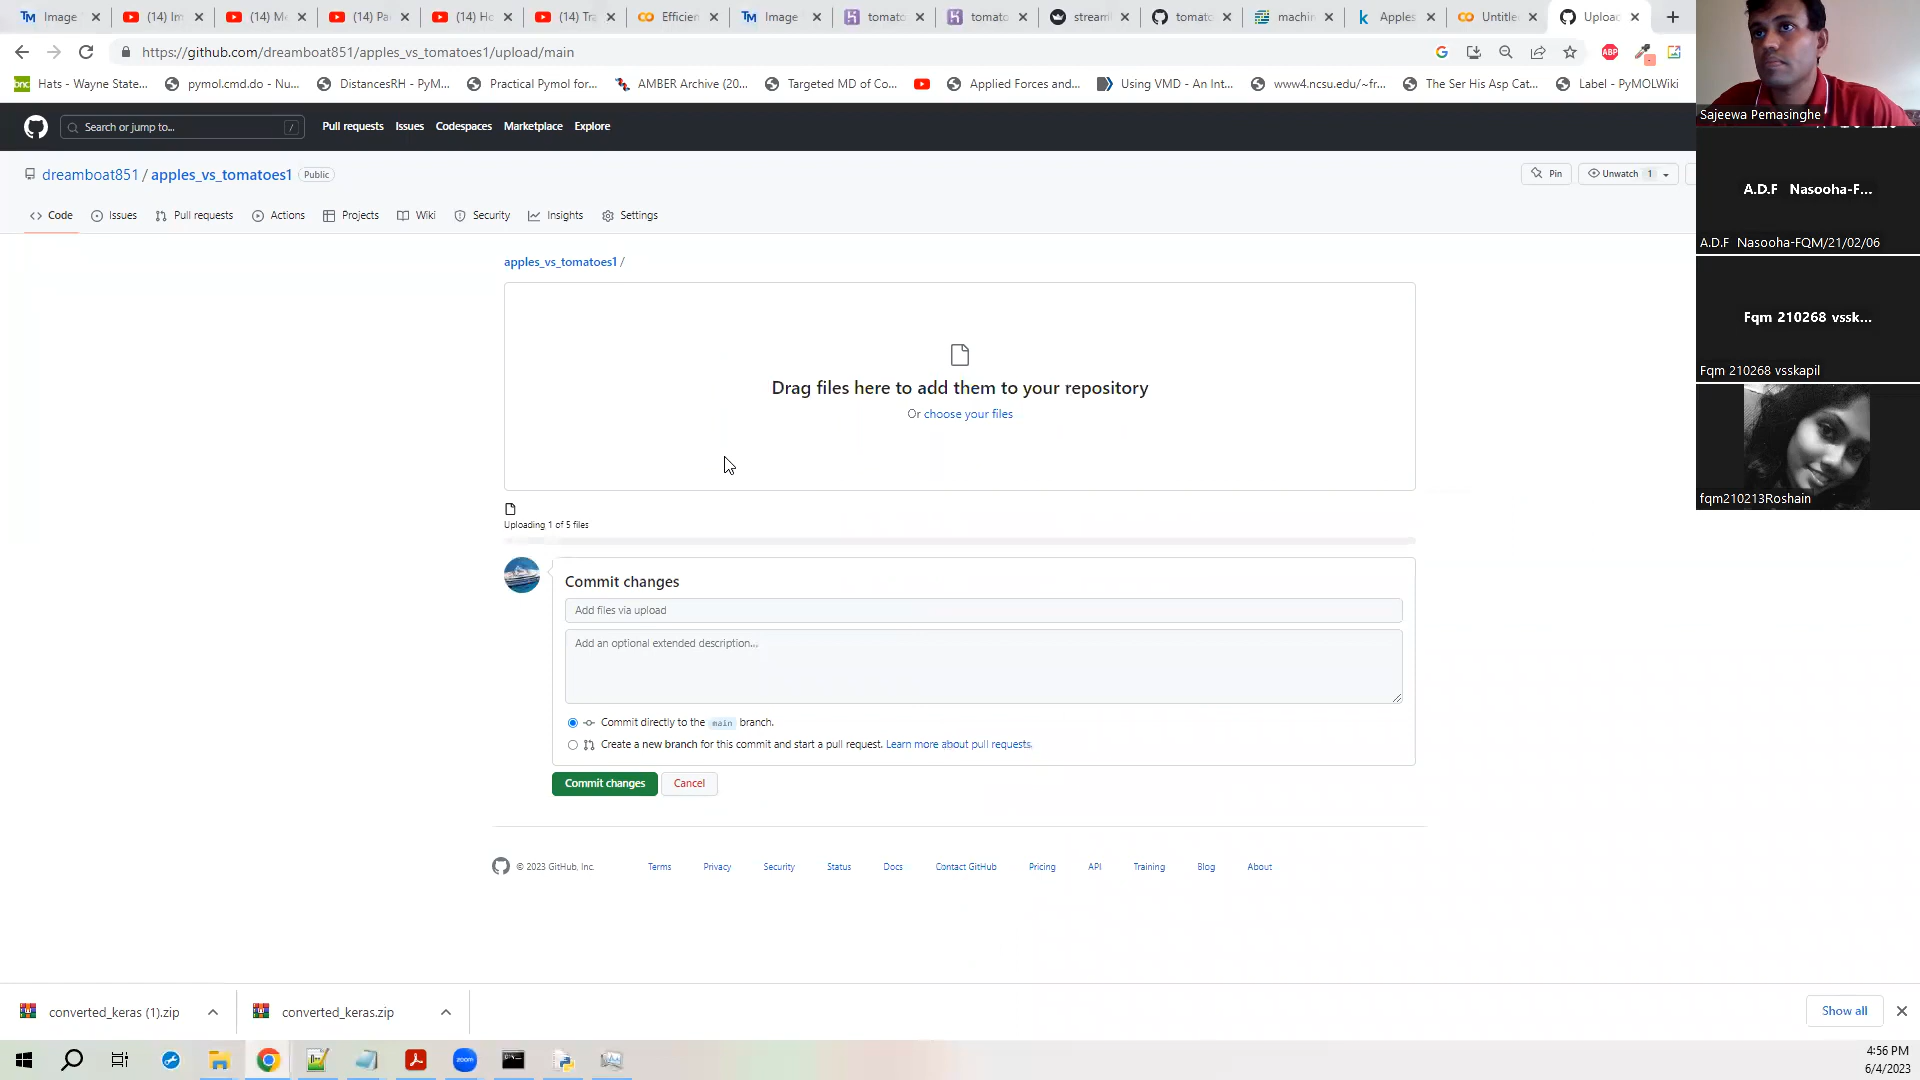 TM Image
(14) Im
(14) M
(14) Pa
(14) Ho
(14) Tra
Efficien
TM Image
tomato
tomato
streaml
tomato
machin
Apples
Untitle
Uploa
https://github.com/dreamboat851/apples_vs_tomatoes1/upload/main
ABP
bnc Hats - Wayne State...
pymol.cmd.do - Nu...
DistancesRH - PyM...
Practical Pymol for...
AMBER Archive (20...
Targeted MD of Co...
Applied Forces and...
Using VMD - An Int...
www4.ncsu.edu/~fr...
The Ser His Asp Cat...
Label - PyMOLWiki
Search or jump to... /
Pull requests Issues Codespaces Marketplace Explore
dreamboat851 / apples_vs_tomatoes1 Public
Pin
Unwatch 1
Code Issues Pull requests Actions Projects Wiki Security Insights Settings
apples_vs_tomatoes1 /
Drag files here to add them to your repository
Or choose your files
Uploading 1 of 5 files
Commit changes
Add files via upload
Add an optional extended description...
Commit directly to the main branch.
Create a new branch for this commit and start a pull request. Learn more about pull requests.
Commit changes Cancel
© 2023 GitHub, Inc. Terms Privacy Security Status Docs Contact GitHub Pricing API Training Blog About
converted_keras (1).zip
converted_keras.zip
Show all
zoom
4:56 PM
6/4/2023
Sajeewa Pemasinghe
A.D.F Nasooha-F...
A.D.F Nasooha-FQM/21/02/06
Fqm 210268 vssk...
Fqm 210268 vsskapil
fqm210213Roshain